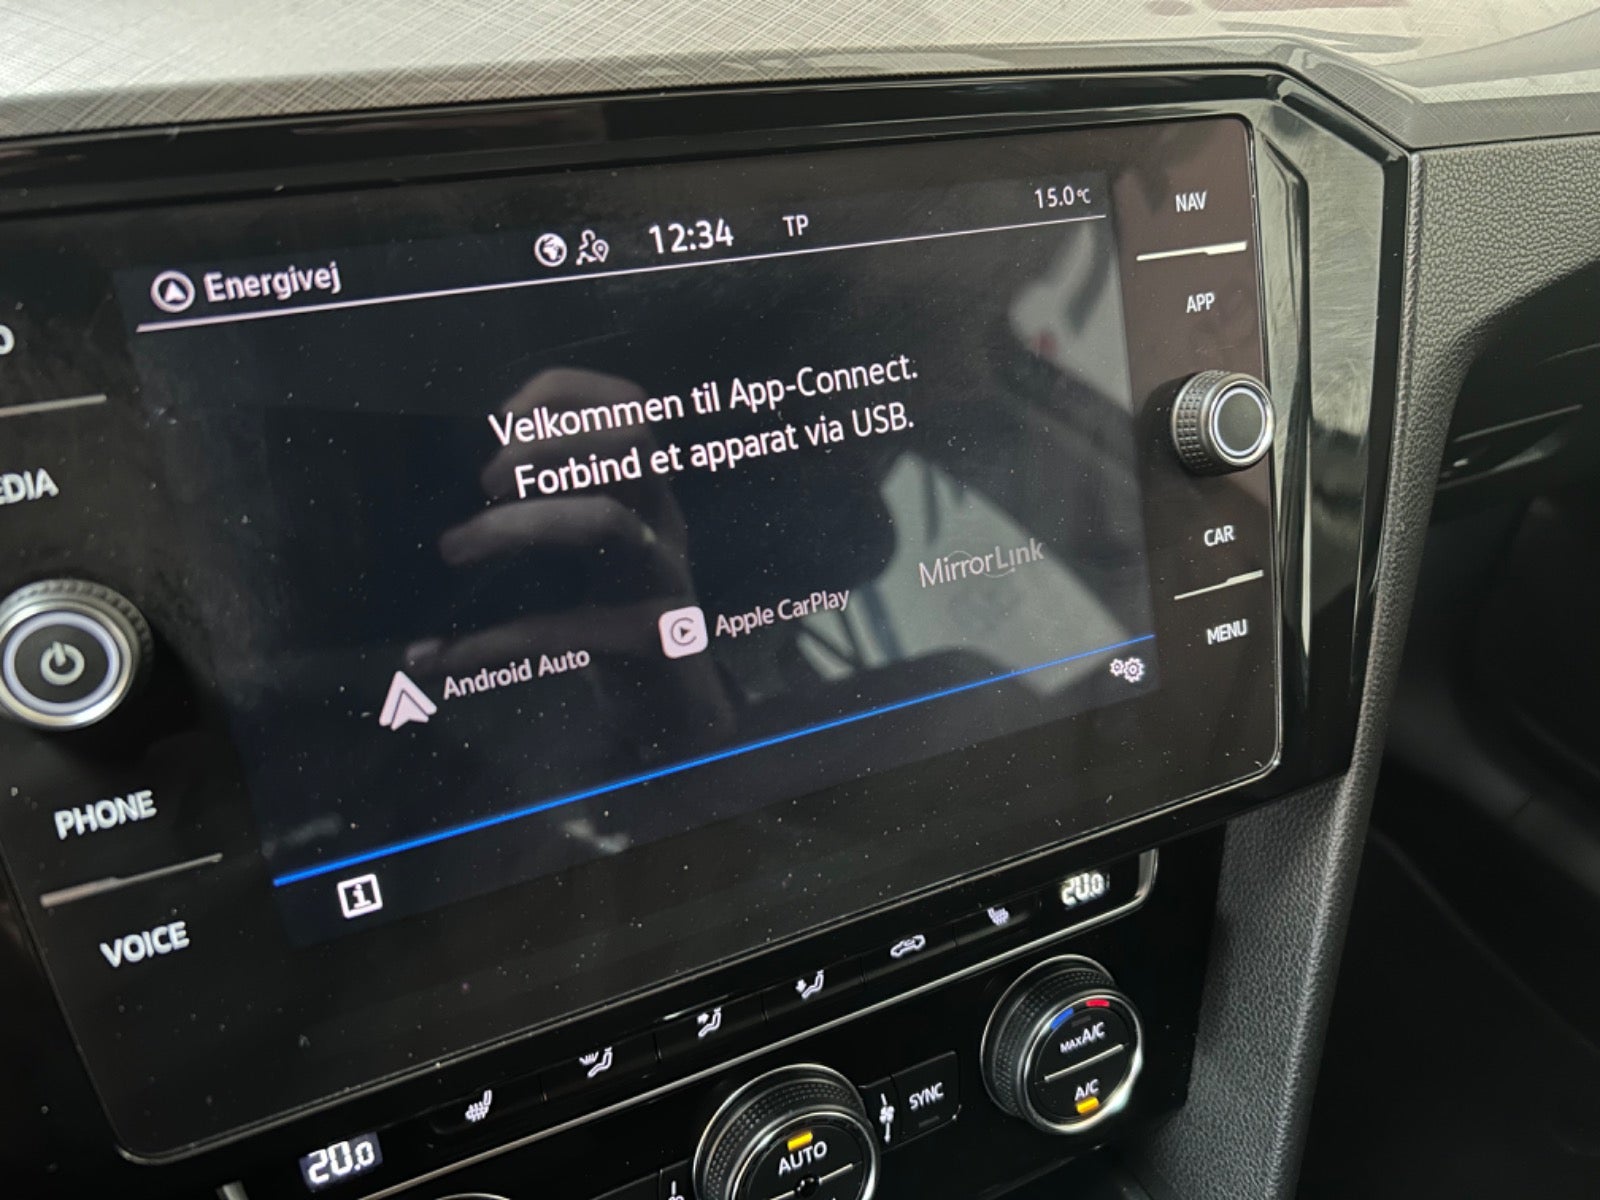 Energivej
12:34
TP
15.0°C
Velkommen til App-Connect.
Forbind et apparat via USB.
Android Auto
Apple CarPlay
MirrorLink
i
NAV
APP
CAR
MENU
PHONE
VOICE
20.0
20.0
AUTO
SYNC
MAX A/C
A/C